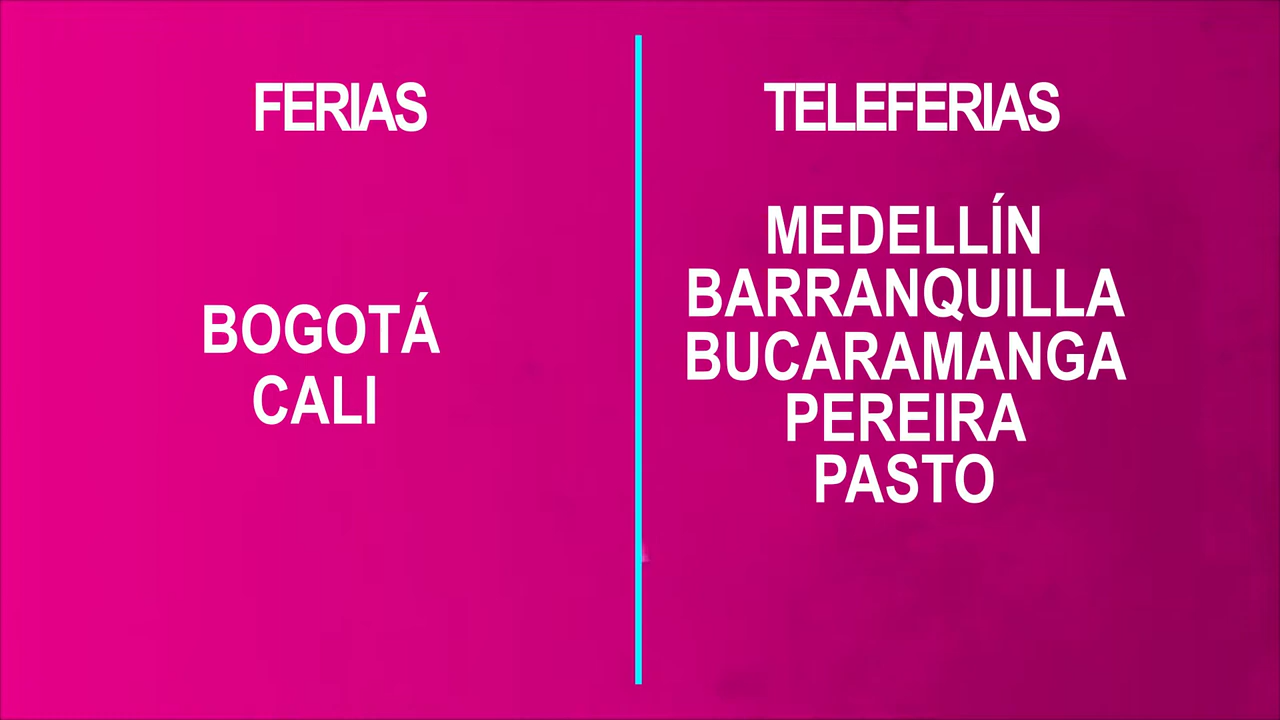 FERIAS
BOGOTÁ
CALI
TELEFERIAS
MEDELLÍN
BARRANQUILLA
BUCARAMANGA
PEREIRA
PASTO